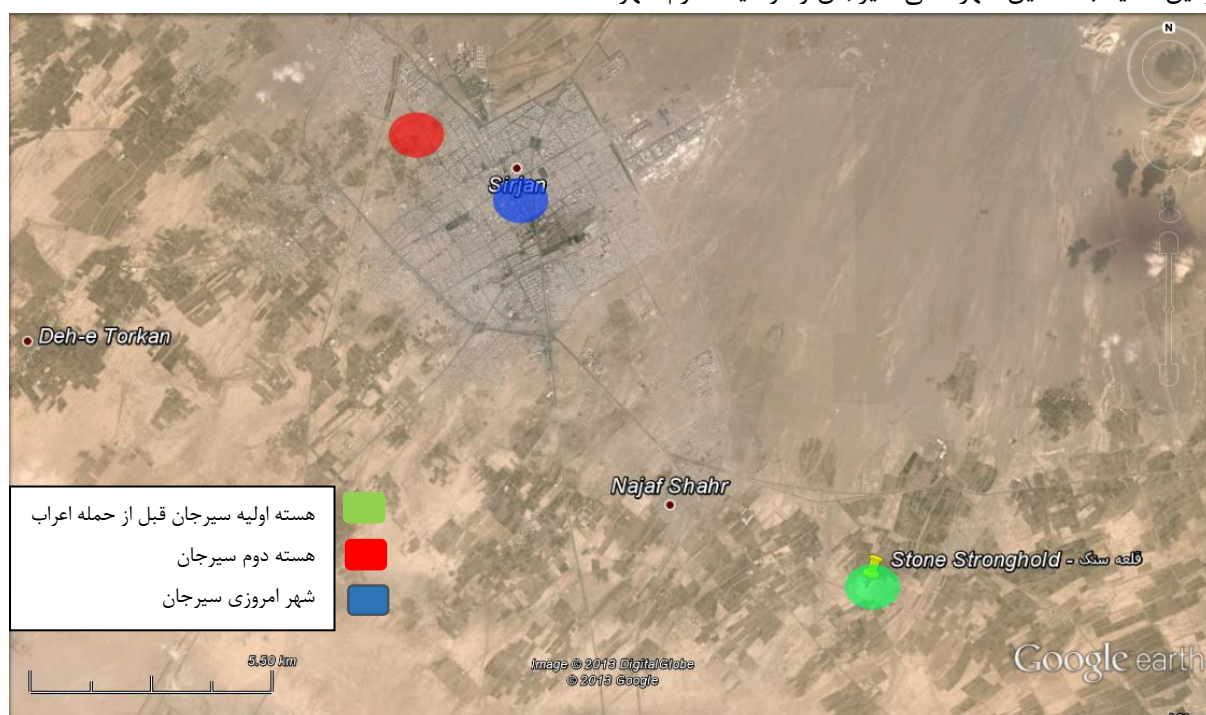 N
Sirjan
Deh-e Torkan
Najaf Shahr
Stone Stronghold - قلعه سنگ
هسته اولیه سیرجان قبل از حمله اعراب
هسته دوم سیرجان
شهر امروزی سیرجان
5.50 km
Image © 2013 DigitalGlobe
© 2013 Google
Google earth